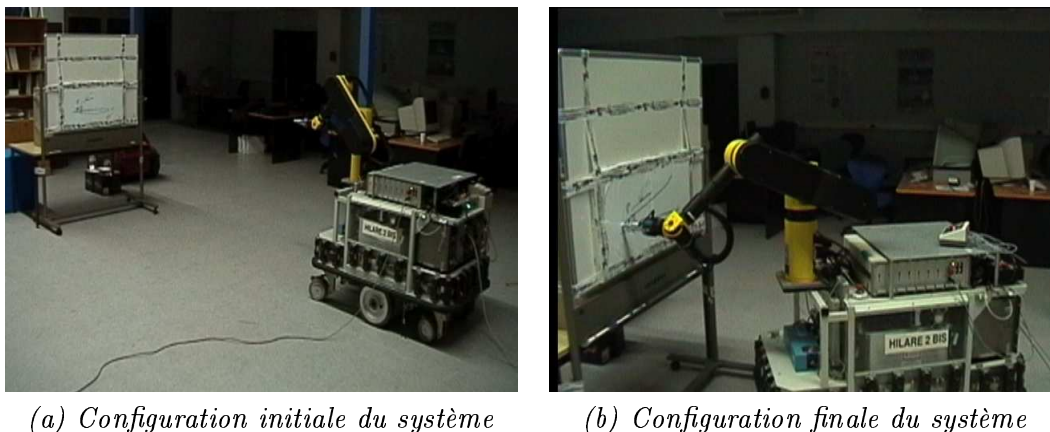 HILARE 2 BIS
HILARE 2 BIS
(a) Configuration initiale du système
(b) Configuration finale du système